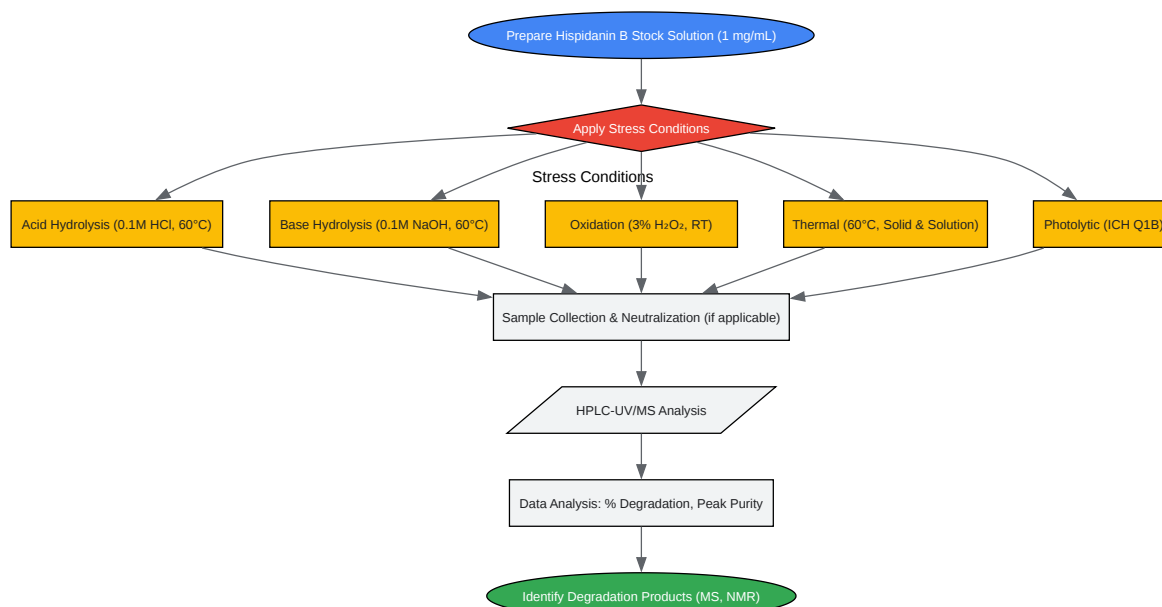 Prepare Hispidanin B Stock Solution (1 mg/mL)
Apply Stress Conditions
Stress Conditions
Acid Hydrolysis (0.1M HCl, 60°C)
Base Hydrolysis (0.1M NaOH, 60°C)
Oxidation (3% H₂O₂, RT)
Thermal (60°C, Solid & Solution)
Photolytic (ICH Q1B)
Sample Collection & Neutralization (if applicable)
HPLC-UV/MS Analysis
Data Analysis: % Degradation, Peak Purity
Identify Degradation Products (MS, NMR)